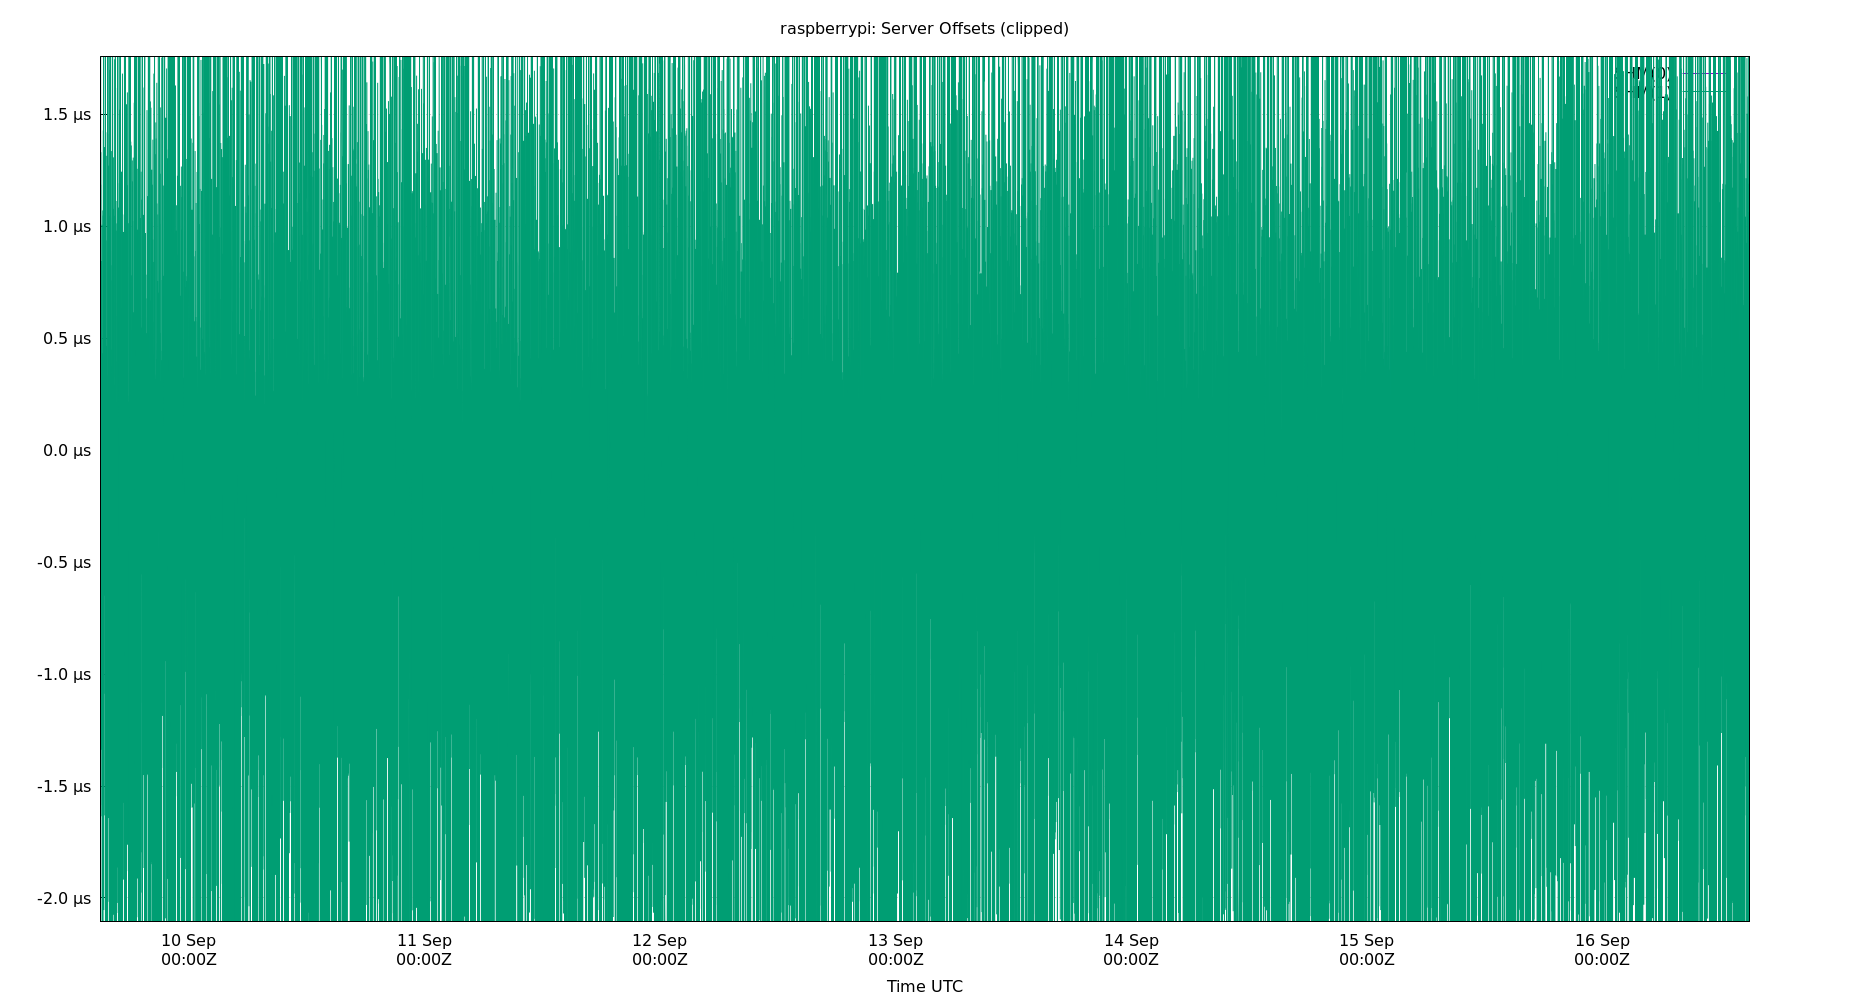 raspberrypi: Server Offsets (clipped)
1.5 µs
1.0 µs
0.5 µs
0.0 µs
-0.5 µs
-1.0 µs
-1.5 µs
-2.0 µs
10 Sep
00:00Z
11 Sep
00:00Z
12 Sep
00:00Z
13 Sep
00:00Z
14 Sep
00:00Z
15 Sep
00:00Z
16 Sep
00:00Z
Time UTC